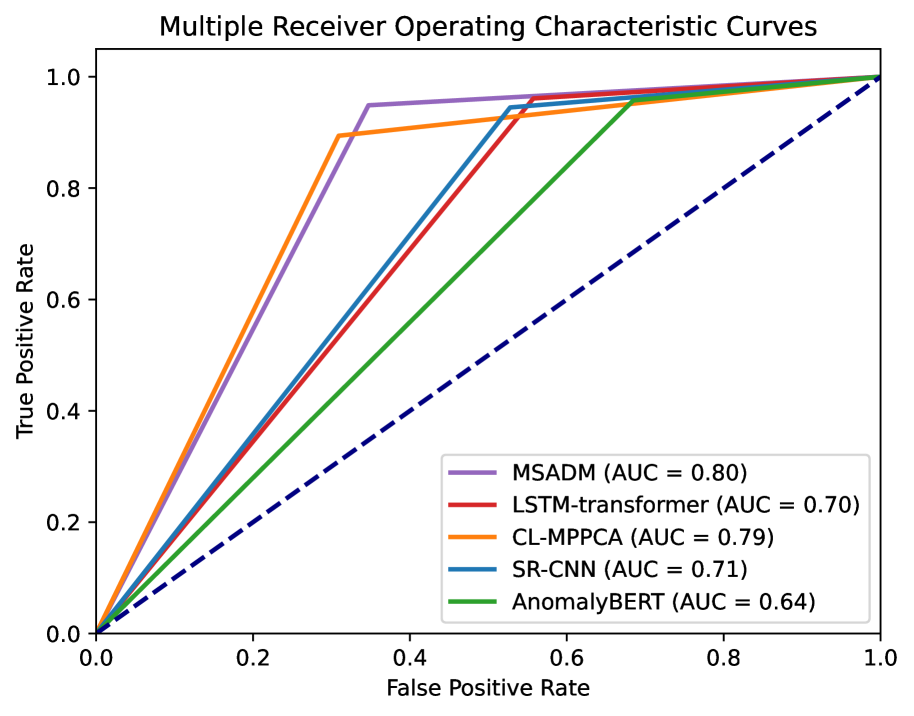 Multiple Receiver Operating Characteristic Curves
1.0
0.8
0.6
0.4
0.2
0.0
True Positive Rate
MSADM (AUC = 0.80)
LSTM-transformer (AUC = 0.70)
CL-MPPCA (AUC = 0.79)
SR-CNN (AUC = 0.71)
AnomalyBERT (AUC = 0.64)
0.0 0.2 0.4 0.6 0.8 1.0
False Positive Rate